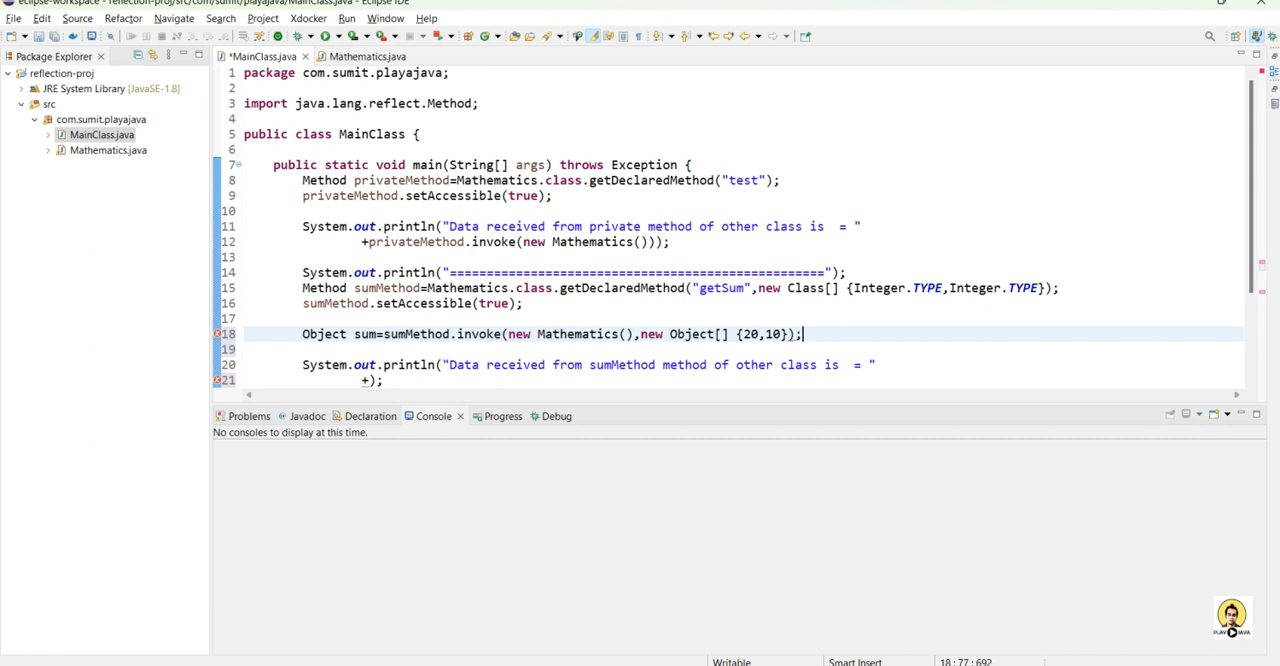 eclipse-workspace - reflection-proj/src/com/sumit/playajava/MainClass.java - Eclipse IDE
File Edit Source Refactor Navigate Search Project Xdocker Run Window Help
Package Explorer
*MainClass.java Mathematics.java
reflection-proj
JRE System Library [JavaSE-1.8]
src
com.sumit.playajava
MainClass.java
Mathematics.java
1 package com.sumit.playajava;
2
3 import java.lang.reflect.Method;
4
5 public class MainClass {
6
7 public static void main(String[] args) throws Exception {
8 Method privateMethod=Mathematics.class.getDeclaredMethod("test");
9 privateMethod.setAccessible(true);
10
11 System.out.println("Data received from private method of other class is  = "
12 +privateMethod.invoke(new Mathematics()));
13
14 System.out.println("===================================================");
15 Method sumMethod=Mathematics.class.getDeclaredMethod("getSum",new Class[] {Integer.TYPE,Integer.TYPE});
16 sumMethod.setAccessible(true);
17
18 Object sum=sumMethod.invoke(new Mathematics(),new Object[] {20,10});
19
20 System.out.println("Data received from sumMethod method of other class is  = "
21 +);
Problems Javadoc Declaration Console Progress Debug
No consoles to display at this time.
PLAY JAVA
Writable Smart Insert 18 : 77 : 692